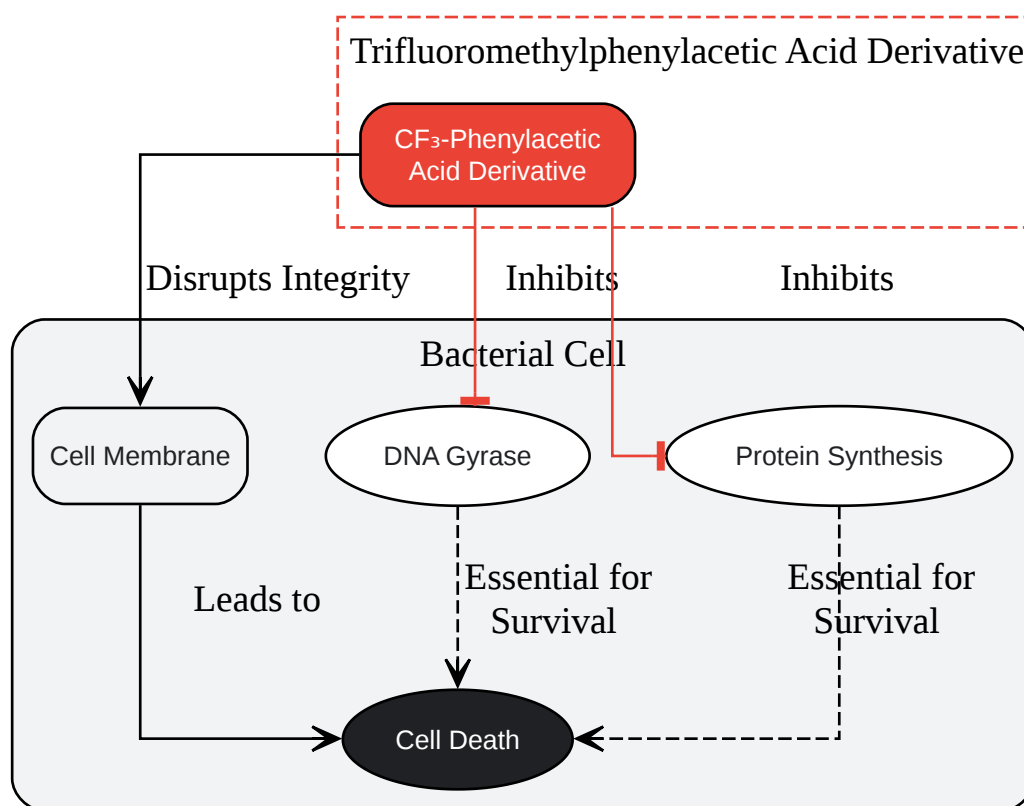 Trifluoromethylphenylacetic Acid Derivative
CF₃-Phenylacetic
Acid Derivative
Disrupts Integrity
Inhibits
Inhibits
Bacterial Cell
Cell Membrane
DNA Gyrase
Protein Synthesis
Leads to
Essential for
Survival
Essential for
Survival
Cell Death